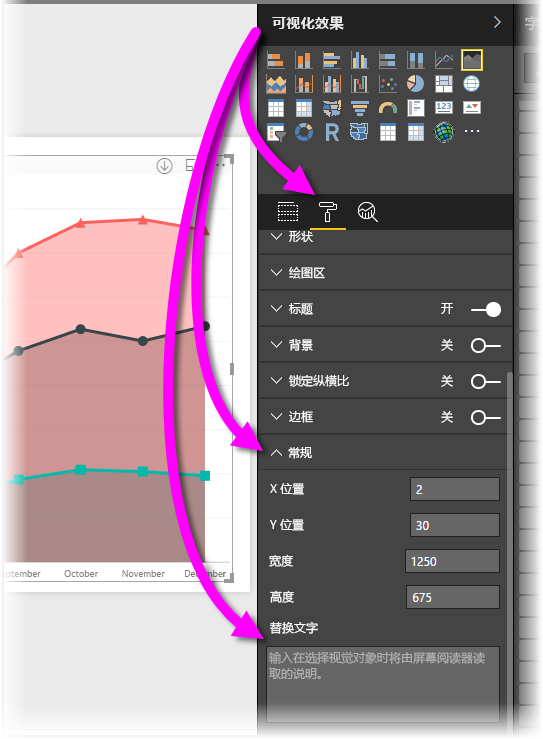 可视化效果
123
R
形状
绘图区
标题 开
背景 关
锁定纵横比 关
边框 关
常规
X 位置 2
Y 位置 30
宽度 1250
高度 675
替换文字
输入在选择视觉对象时将由屏幕阅读器读
取的说明。
October November